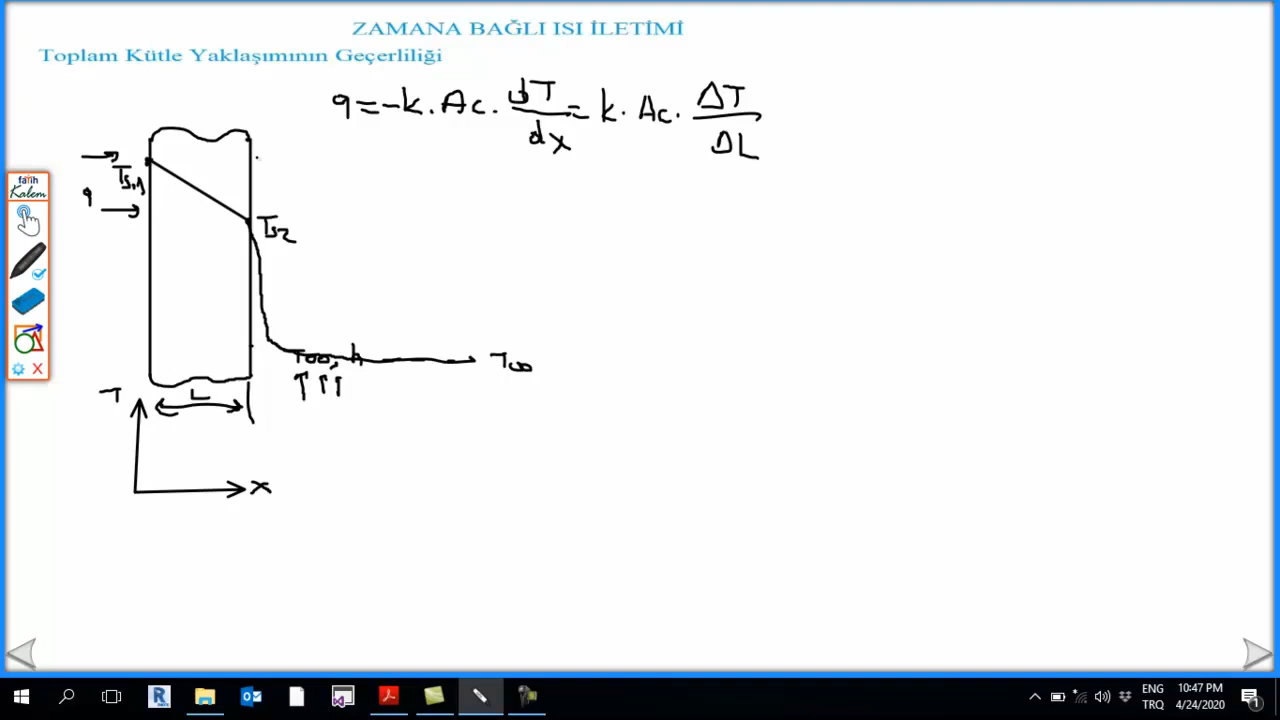 ZAMANA BAĞLI ISI İLETİMİ
Toplam Kütle Yaklaşımının Geçerliliği
q = -k . Ac . dT/dx = k . Ac . ΔT/ΔL
Ts,1
q
Ts2
T∞, h
T∞
L
T
x
fatih
Kalem
ENG
TRQ
10:47 PM
4/24/2020
1